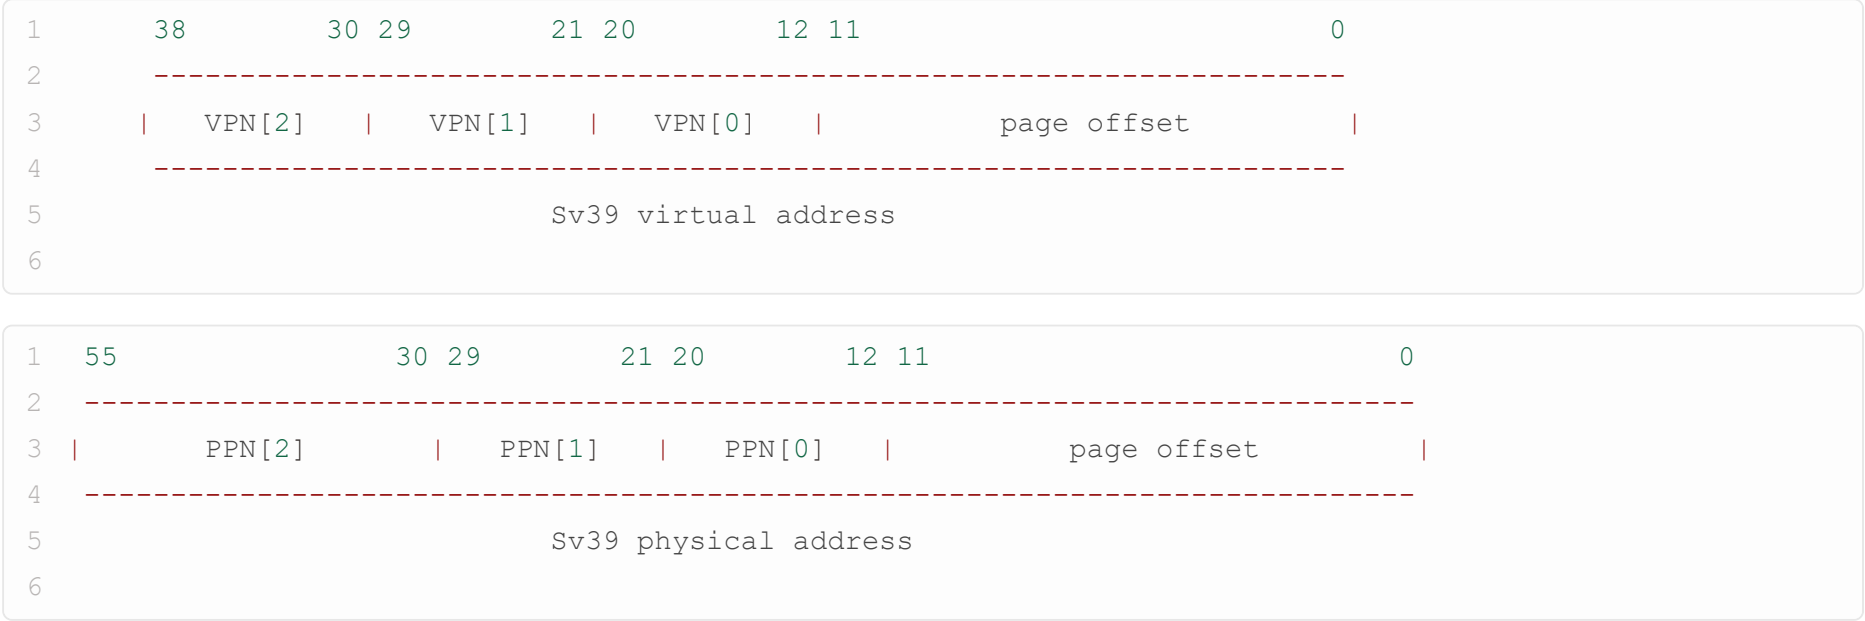 1 38 30 29 21 20 12 11 0
2 ---------------------------------------------------------------------
3 | VPN[2] | VPN[1] | VPN[0] | page offset |
4 ---------------------------------------------------------------------
5 Sv39 virtual address
6
1 55 30 29 21 20 12 11 0
2 -----------------------------------------------------------------------------
3 | PPN[2] | PPN[1] | PPN[0] | page offset |
4 -----------------------------------------------------------------------------
5 Sv39 physical address
6